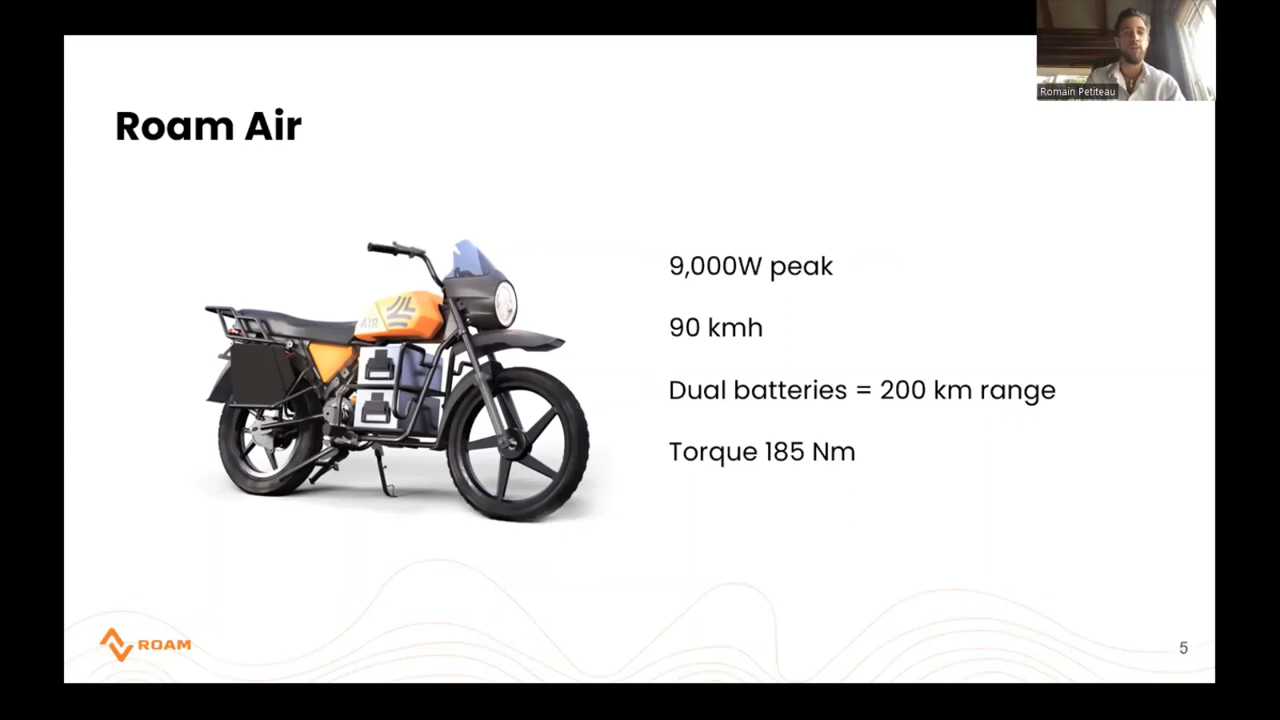 Romain Petiteau
Roam Air
AIR
9,000W peak
90 kmh
Dual batteries = 200 km range
Torque 185 Nm
ROAM
5